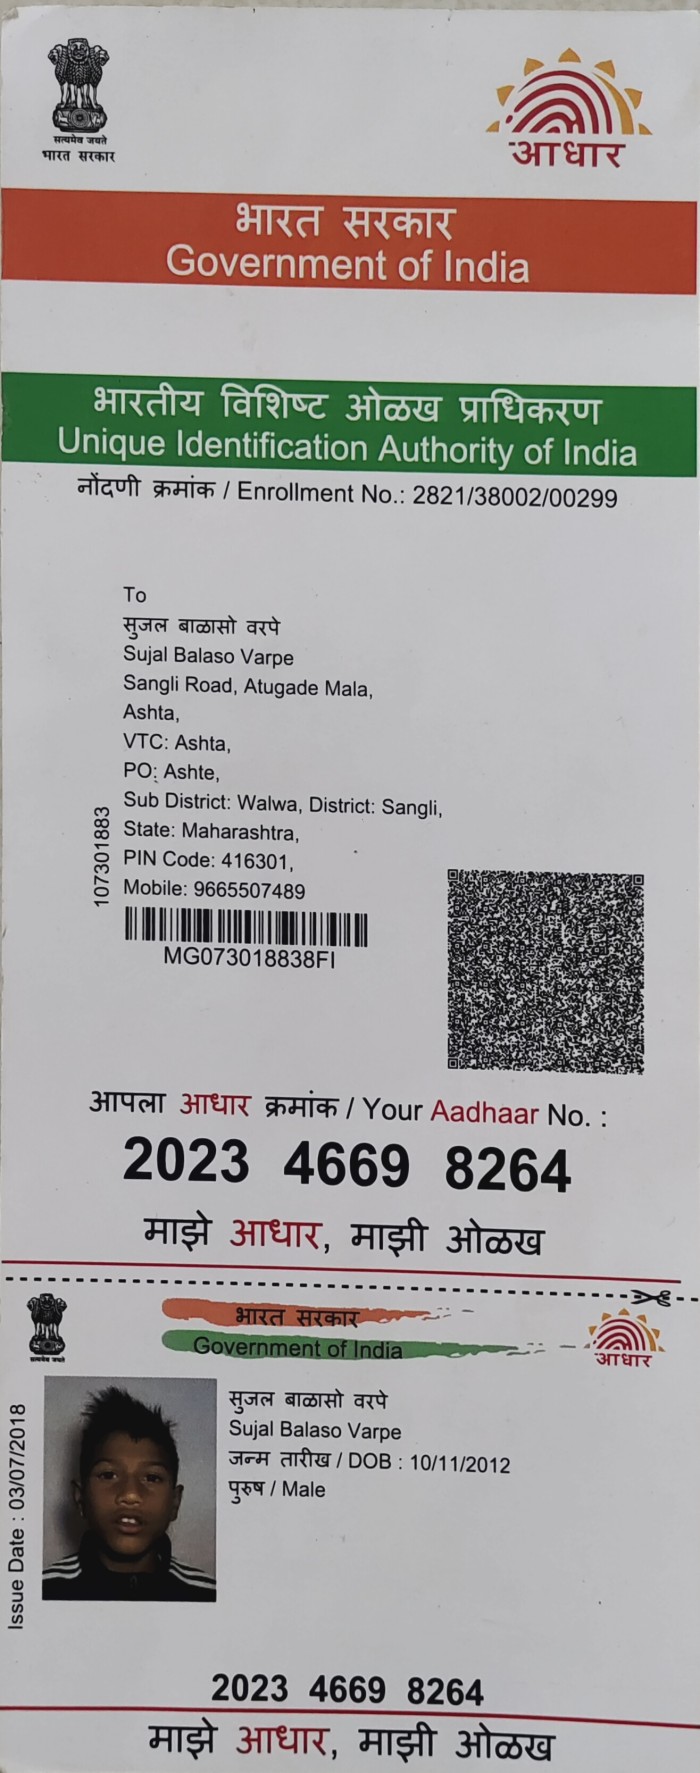 सत्यमेव जयते
भारत सरकार
आधार
भारत सरकार
Government of India
भारतीय विशिष्ट ओळख प्राधिकरण
Unique Identification Authority of India
नोंदणी क्रमांक / Enrollment No.: 2821/38002/00299
To
सुजल बाळासो वरपे
Sujal Balaso Varpe
Sangli Road, Atugade Mala,
Ashta,
VTC: Ashta,
PO: Ashte,
Sub District: Walwa, District: Sangli,
State: Maharashtra,
PIN Code: 416301,
Mobile: 9665507489
107301883
MG073018838FI
आपला आधार क्रमांक / Your Aadhaar No. :
2023 4669 8264
माझे आधार, माझी ओळख
भारत सरकार
Government of India
सत्यमेव जयते
आधार
Issue Date : 03/07/2018
सुजल बाळासो वरपे
Sujal Balaso Varpe
जन्म तारीख / DOB : 10/11/2012
पुरुष / Male
2023 4669 8264
माझे आधार, माझी ओळख